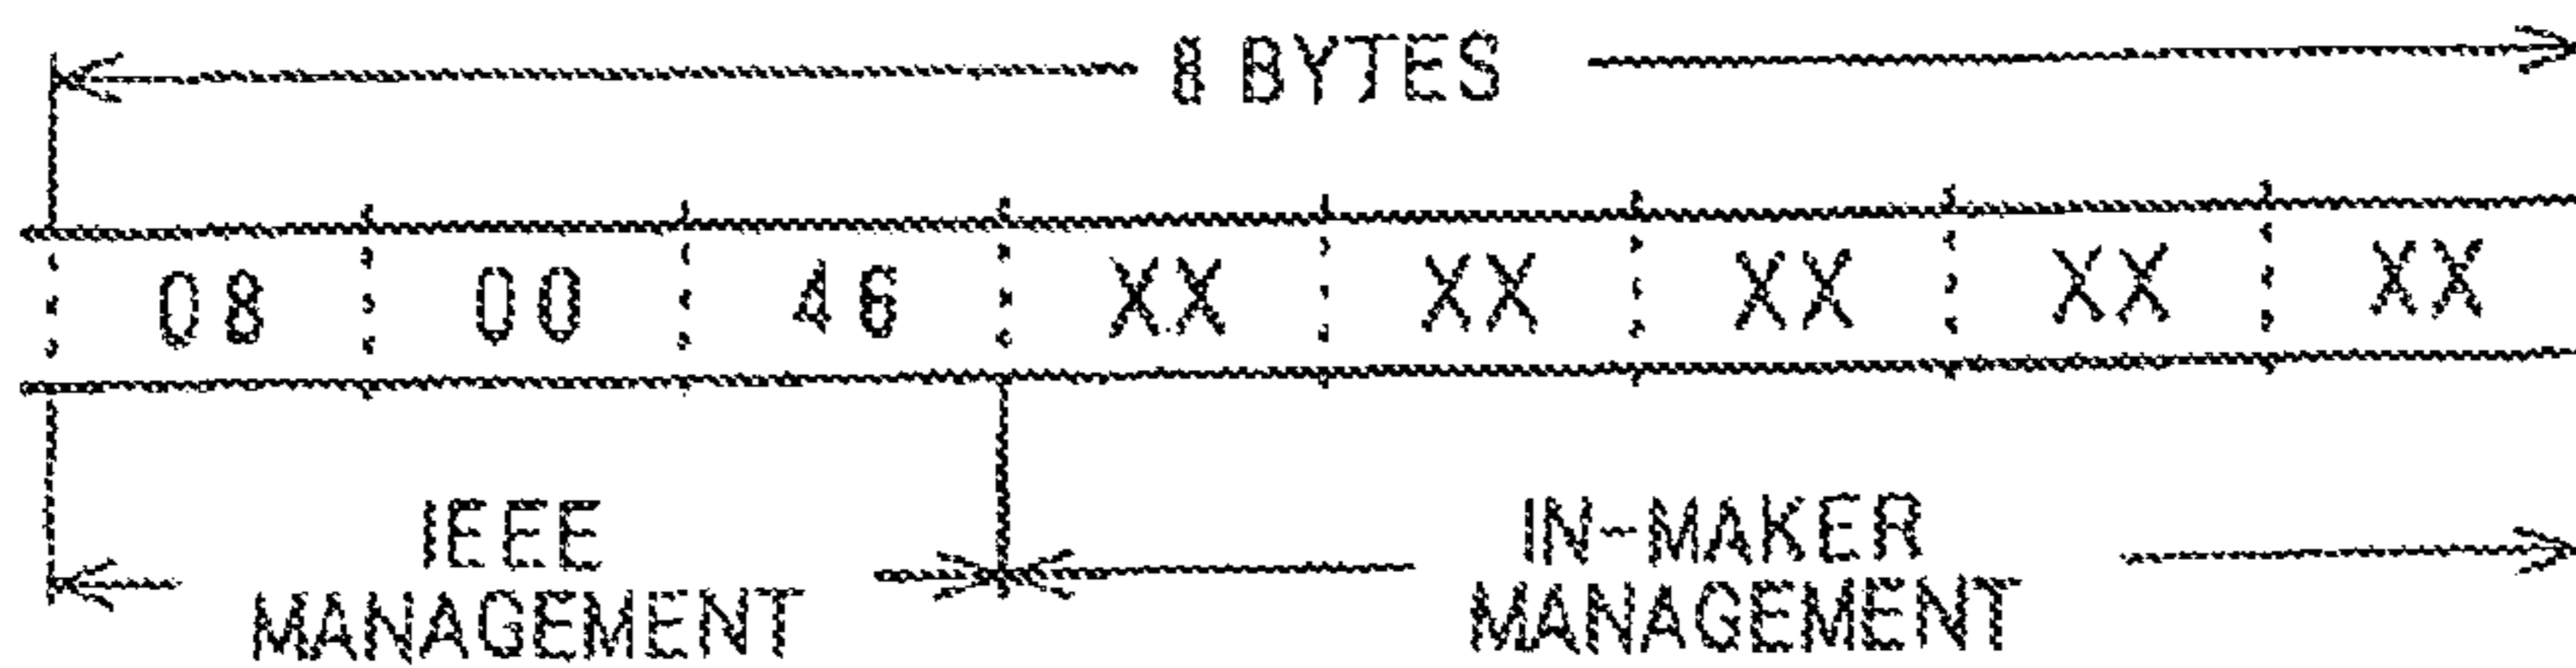 8 BYTES
08 00 46 XX XX XX XX XX
IEEE
MANAGEMENT
IN-MAKER
MANAGEMENT